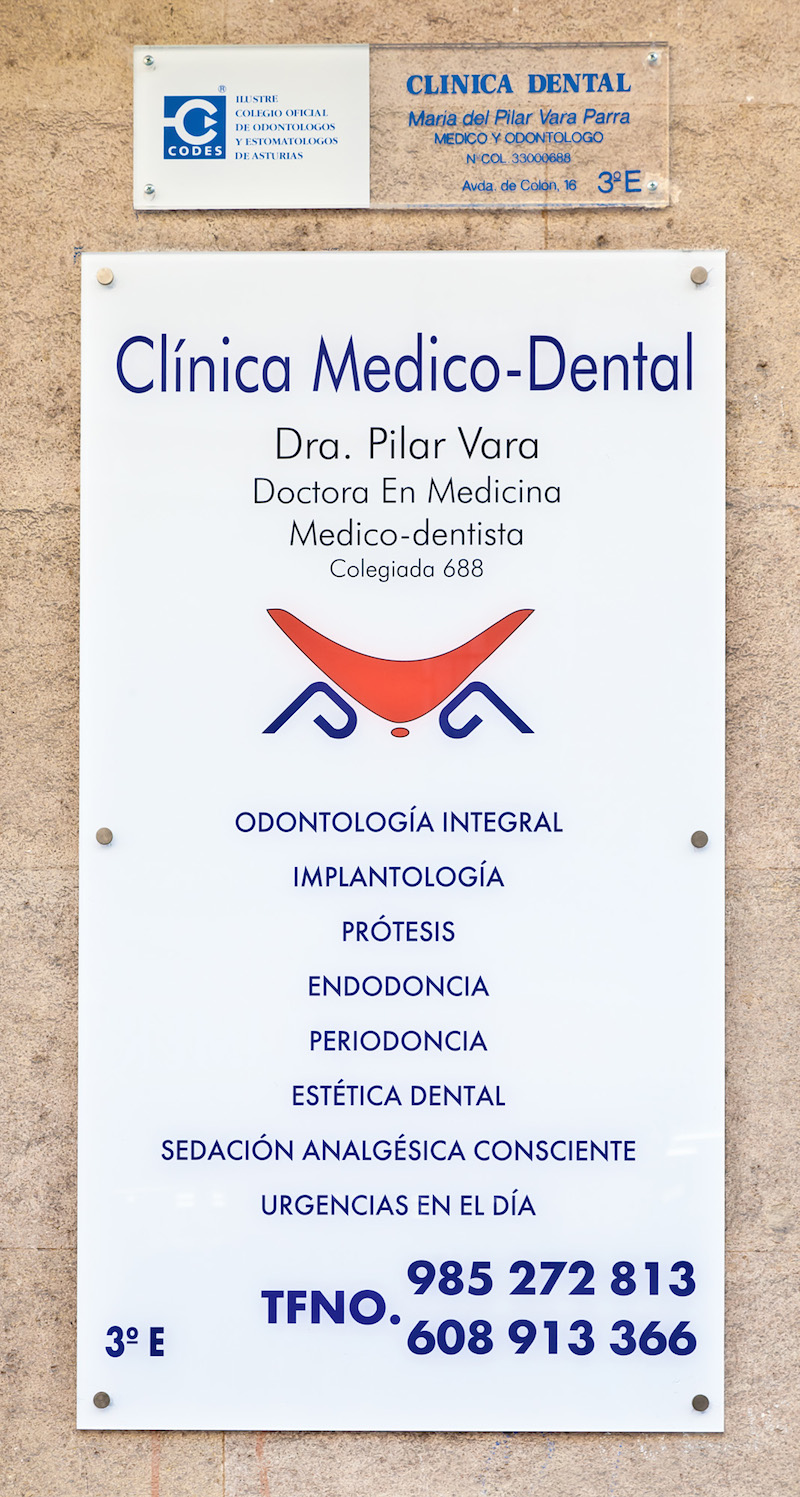 CODES
®
ILUSTRE
COLEGIO OFICIAL
DE ODONTOLOGOS
Y ESTOMATOLOGOS
DE ASTURIAS
CLINICA DENTAL
Maria del Pilar Vara Parra
MEDICO Y ODONTOLOGO
Nº COL. 33000688
Avda. de Colón, 16 3º E
Clínica Medico-Dental
Dra. Pilar Vara
Doctora En Medicina
Medico-dentista
Colegiada 688
ODONTOLOGÍA INTEGRAL
IMPLANTOLOGÍA
PRÓTESIS
ENDODONCIA
PERIODONCIA
ESTÉTICA DENTAL
SEDACIÓN ANALGÉSICA CONSCIENTE
URGENCIAS EN EL DÍA
TFNO. 985 272 813
608 913 366
3º E